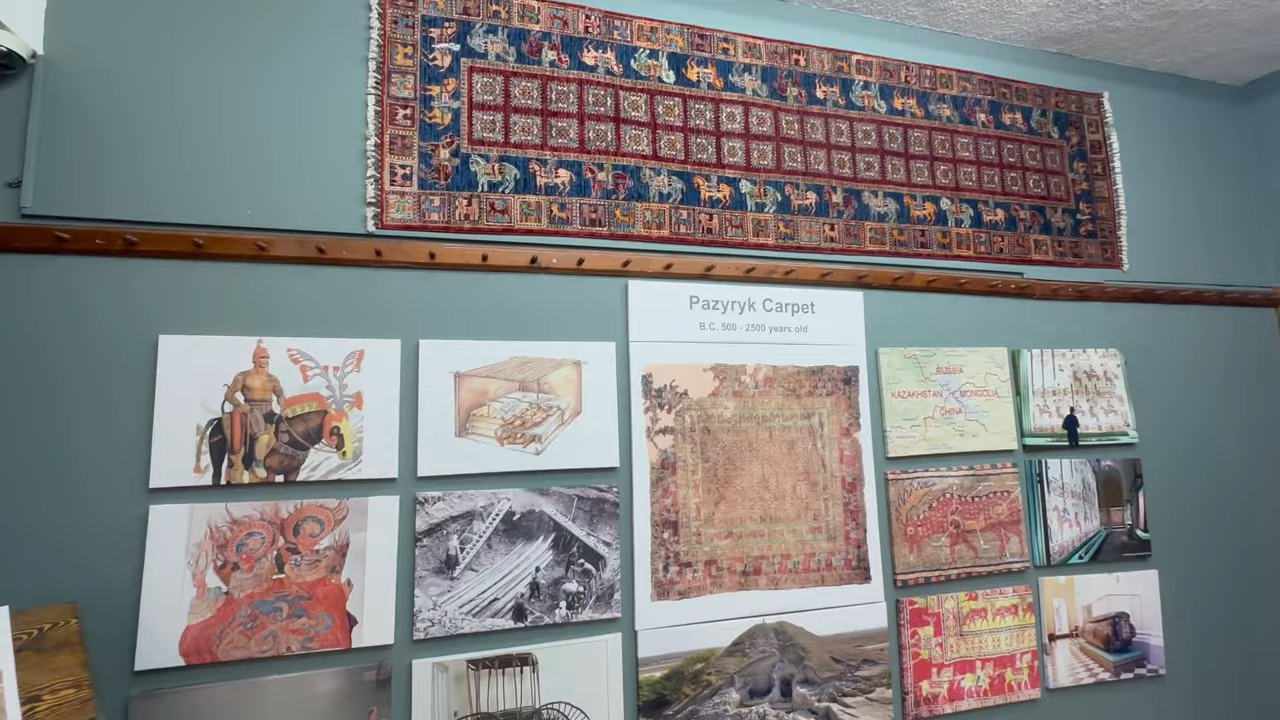 Pazyryk Carpet
B.C. 500 - 2500 years old
RUSSIA
KAZAKHSTAN
MONGOLIA
CHINA